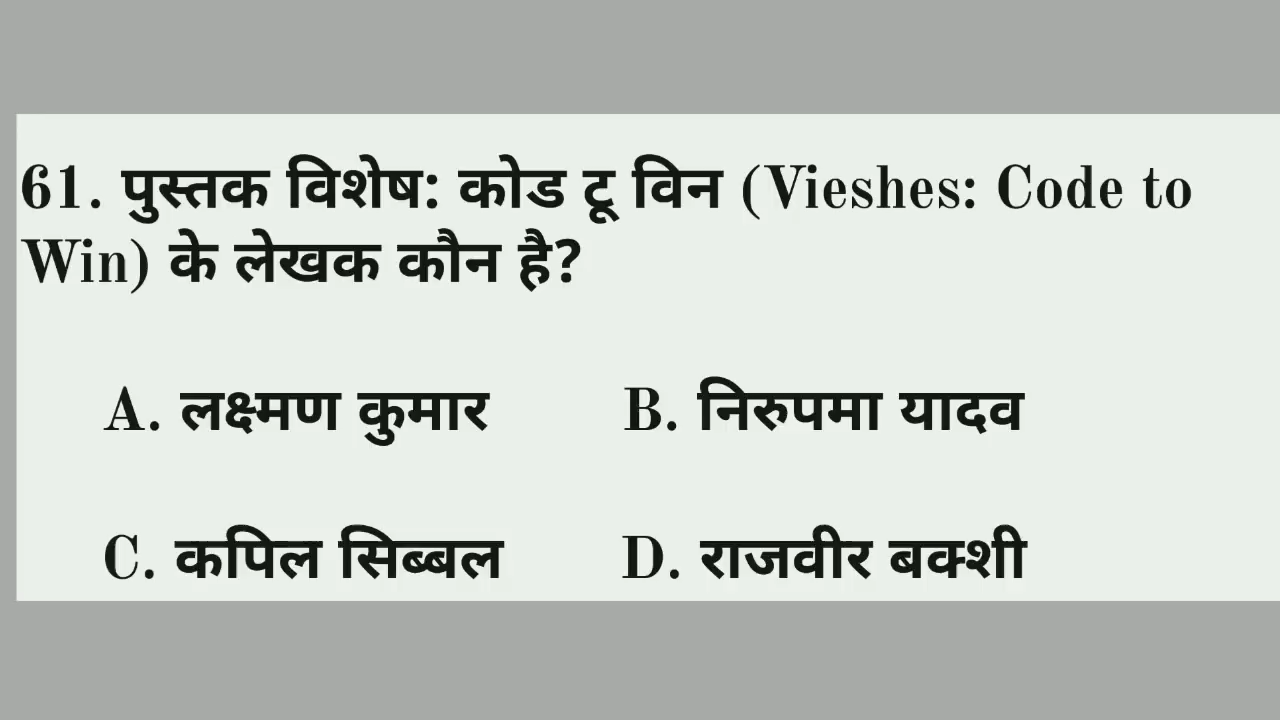 61. पुस्तक विशेष: कोड टू विन (Vieshes: Code to
Win) के लेखक कौन है?
A. लक्ष्मण कुमार B. निरुपमा यादव
C. कपिल सिब्बल D. राजवीर बक्शी